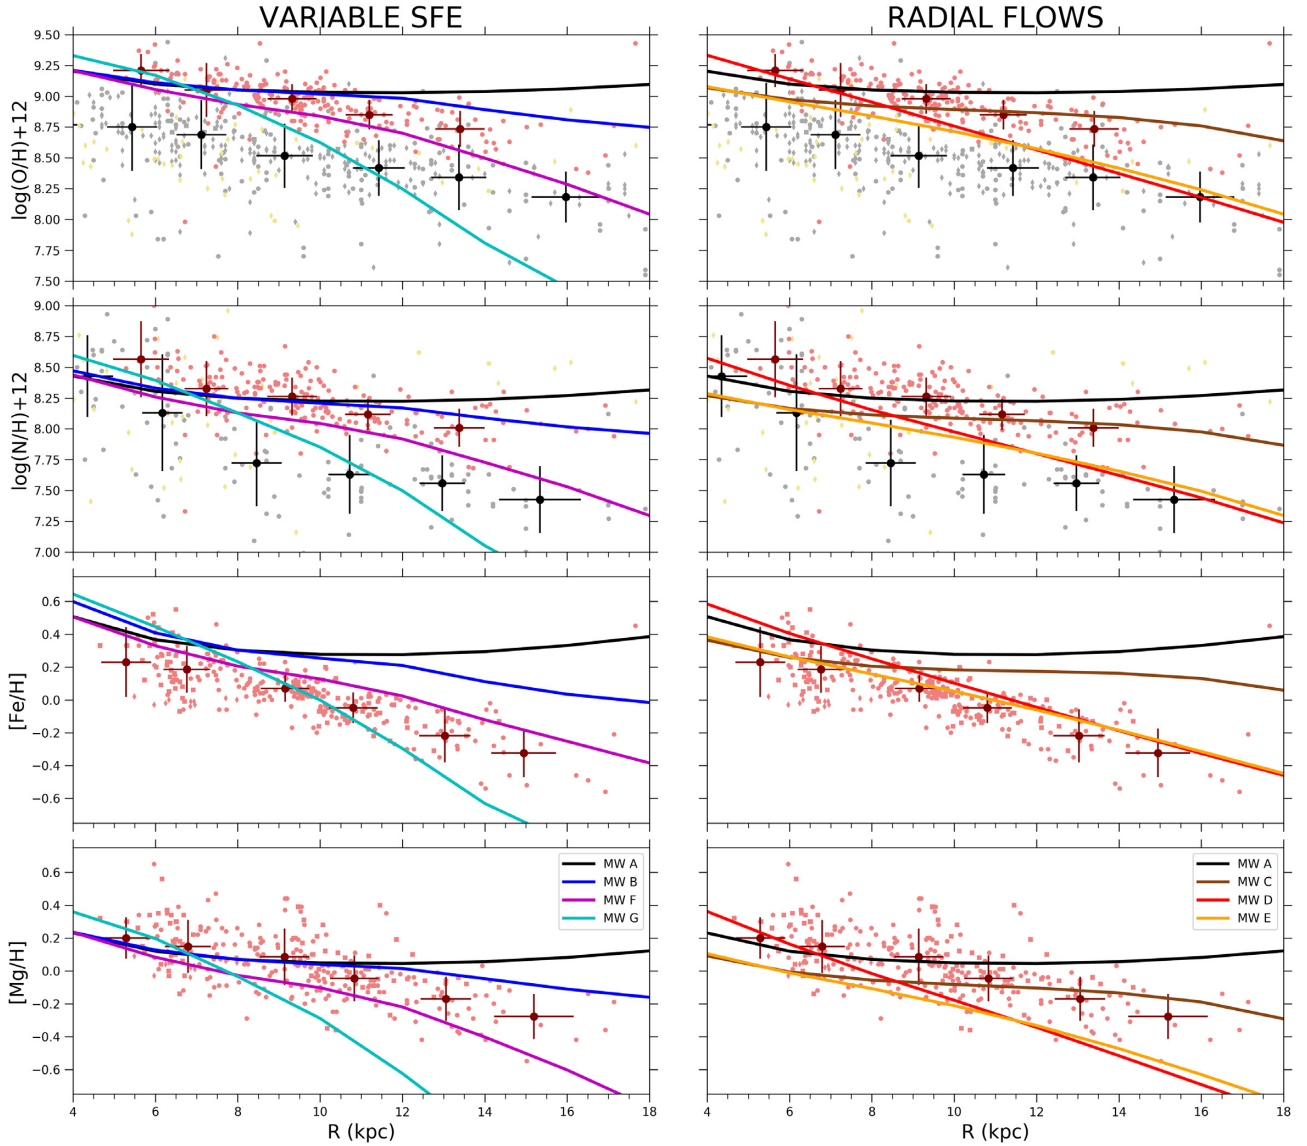 VARIABLE SFE
RADIAL FLOWS
log(O/H)+12
9.50
9.25
9.00
8.75
8.50
8.25
8.00
7.75
7.50
log(N/H)+12
9.00
8.75
8.50
8.25
8.00
7.75
7.50
7.25
7.00
[Fe/H]
0.6
0.4
0.2
0.0
−0.2
−0.4
−0.6
[Mg/H]
0.6
0.4
0.2
0.0
−0.2
−0.4
−0.6
MW A
MW B
MW F
MW G
MW A
MW C
MW D
MW E
4 6 8 10 12 14 16 18
4 6 8 10 12 14 16 18
R (kpc)
R (kpc)